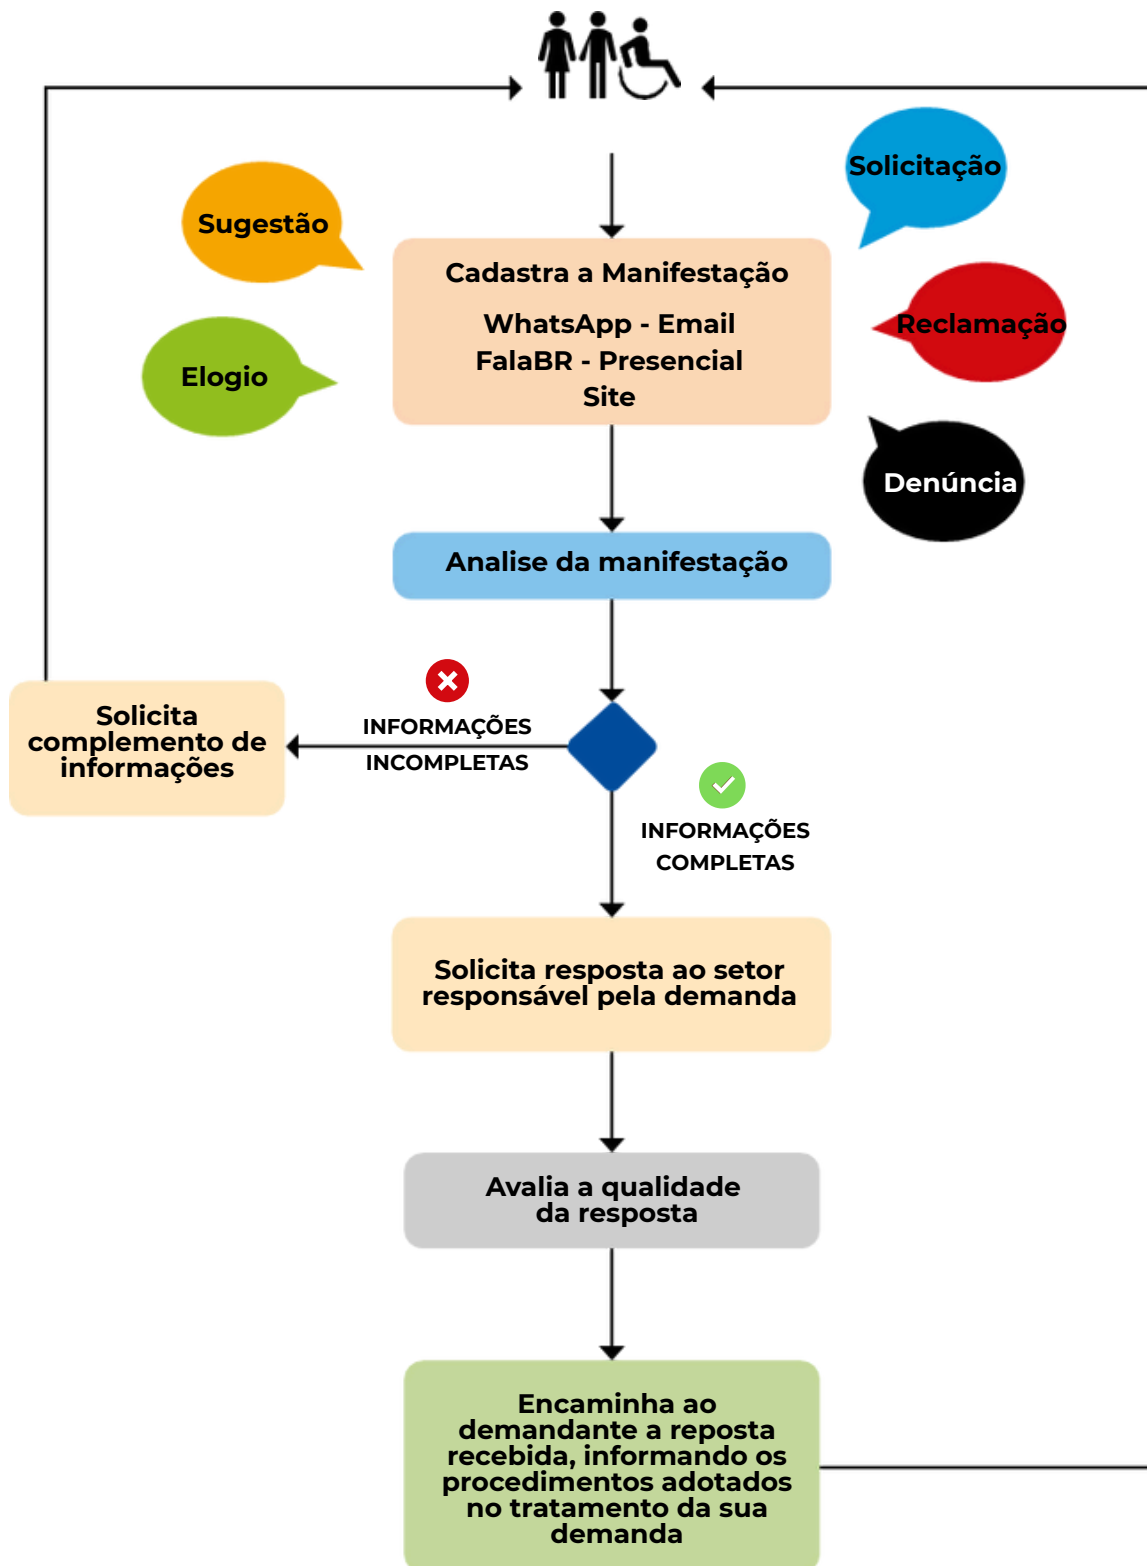 Solicitação
Sugestão
Cadastra a Manifestação
WhatsApp - Email
FalaBR - Presencial
Site
Reclamação
Elogio
Denúncia
Analise da manifestação
INFORMAÇÕES
INCOMPLETAS
Solicita
complemento de
informações
INFORMAÇÕES
COMPLETAS
Solicita resposta ao setor
responsável pela demanda
Avalia a qualidade
da resposta
Encaminha ao
demandante a reposta
recebida, informando os
procedimentos adotados
no tratamento da sua
demanda